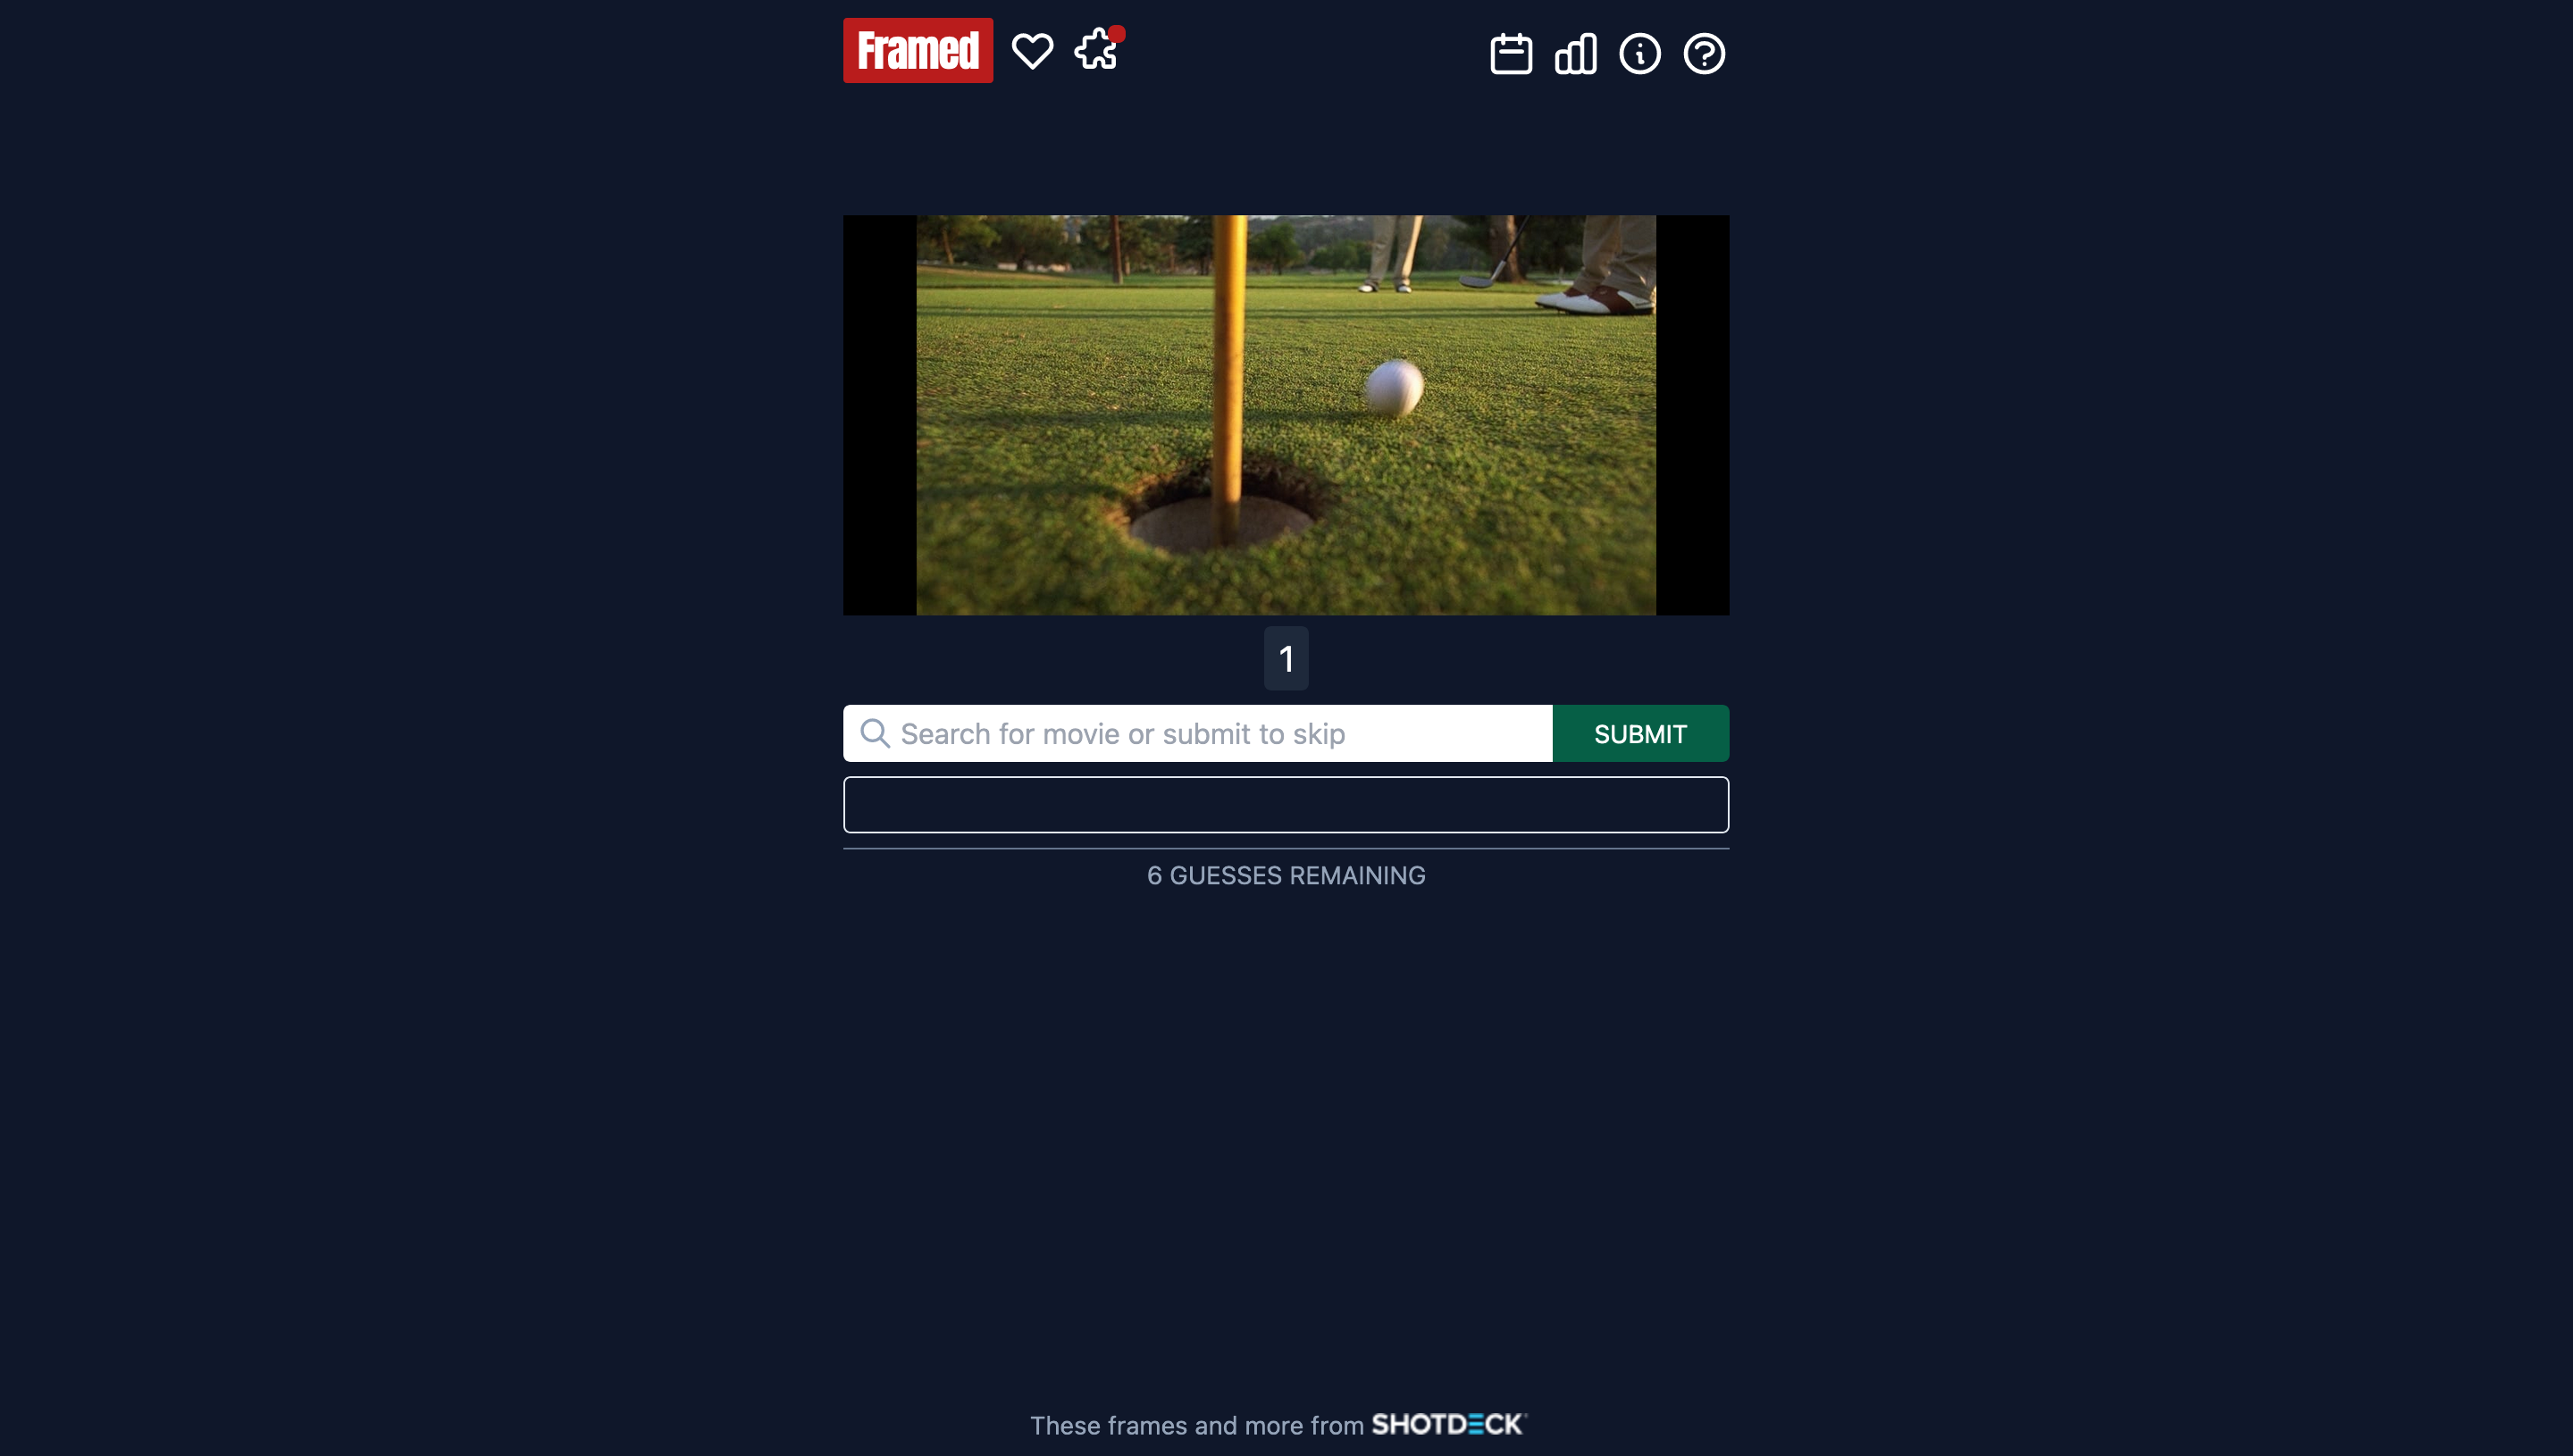 Framed
1
Search for movie or submit to skip
SUBMIT
6 GUESSES REMAINING
These frames and more from SHOTDECK